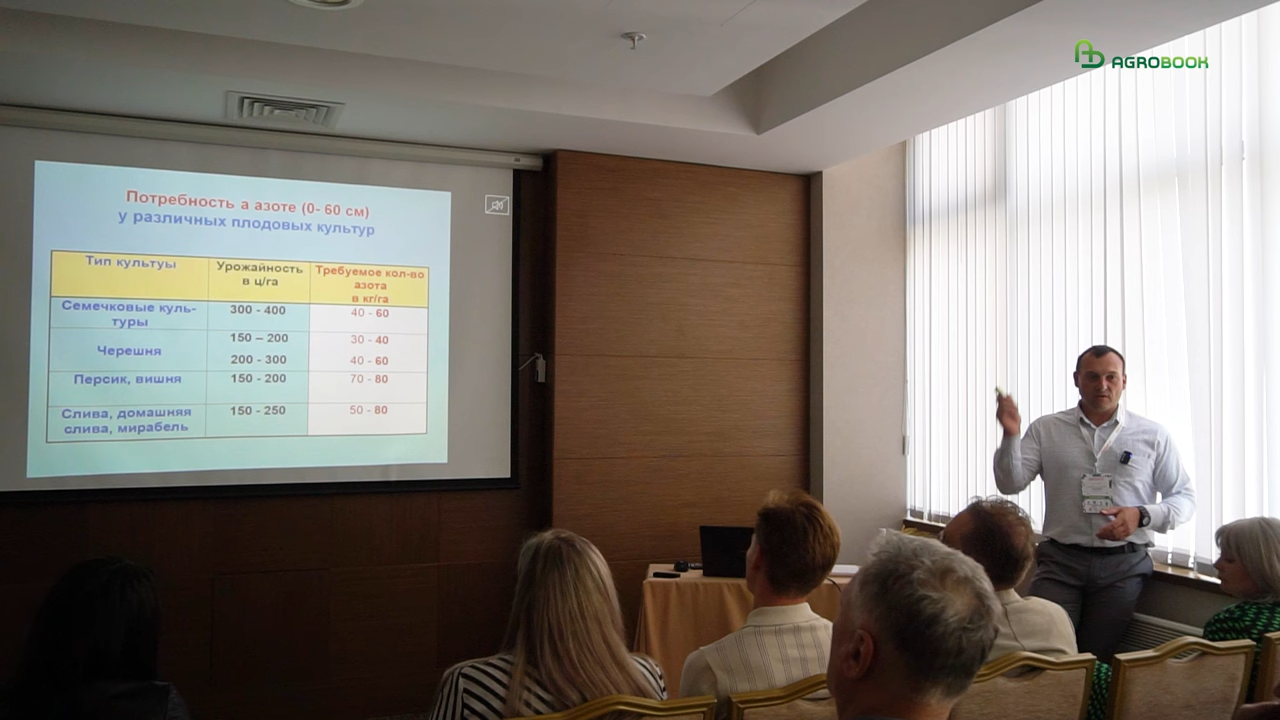 AGROBOOK
Потребность а азоте (0- 60 см)
у различных плодовых культур
Тип культуы
Урожайность
в ц/га
Требуемое кол-во
азота
в кг/га
Семечковые куль-
туры
300 - 400
40 - 60
Черешня
150 – 200
30 - 40
200 - 300
40 - 60
Персик, вишня
150 - 200
70 - 80
Слива, домашняя
слива, мирабель
150 - 250
50 - 80